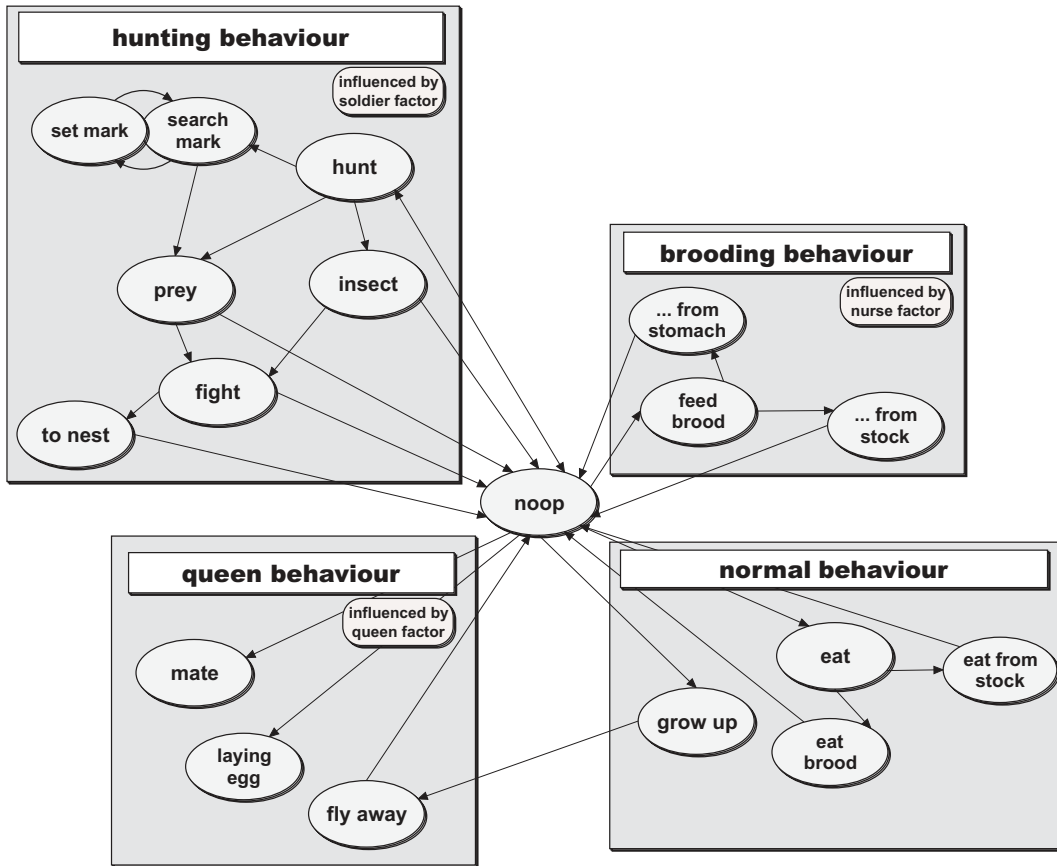 hunting behaviour
influenced by
soldier factor
set mark
search
mark
hunt
prey
insect
fight
to nest
brooding behaviour
influenced by
nurse factor
... from
stomach
feed
brood
... from
stock
noop
queen behaviour
influenced by
queen factor
mate
laying
egg
fly away
normal behaviour
eat
eat from
stock
grow up
eat
brood